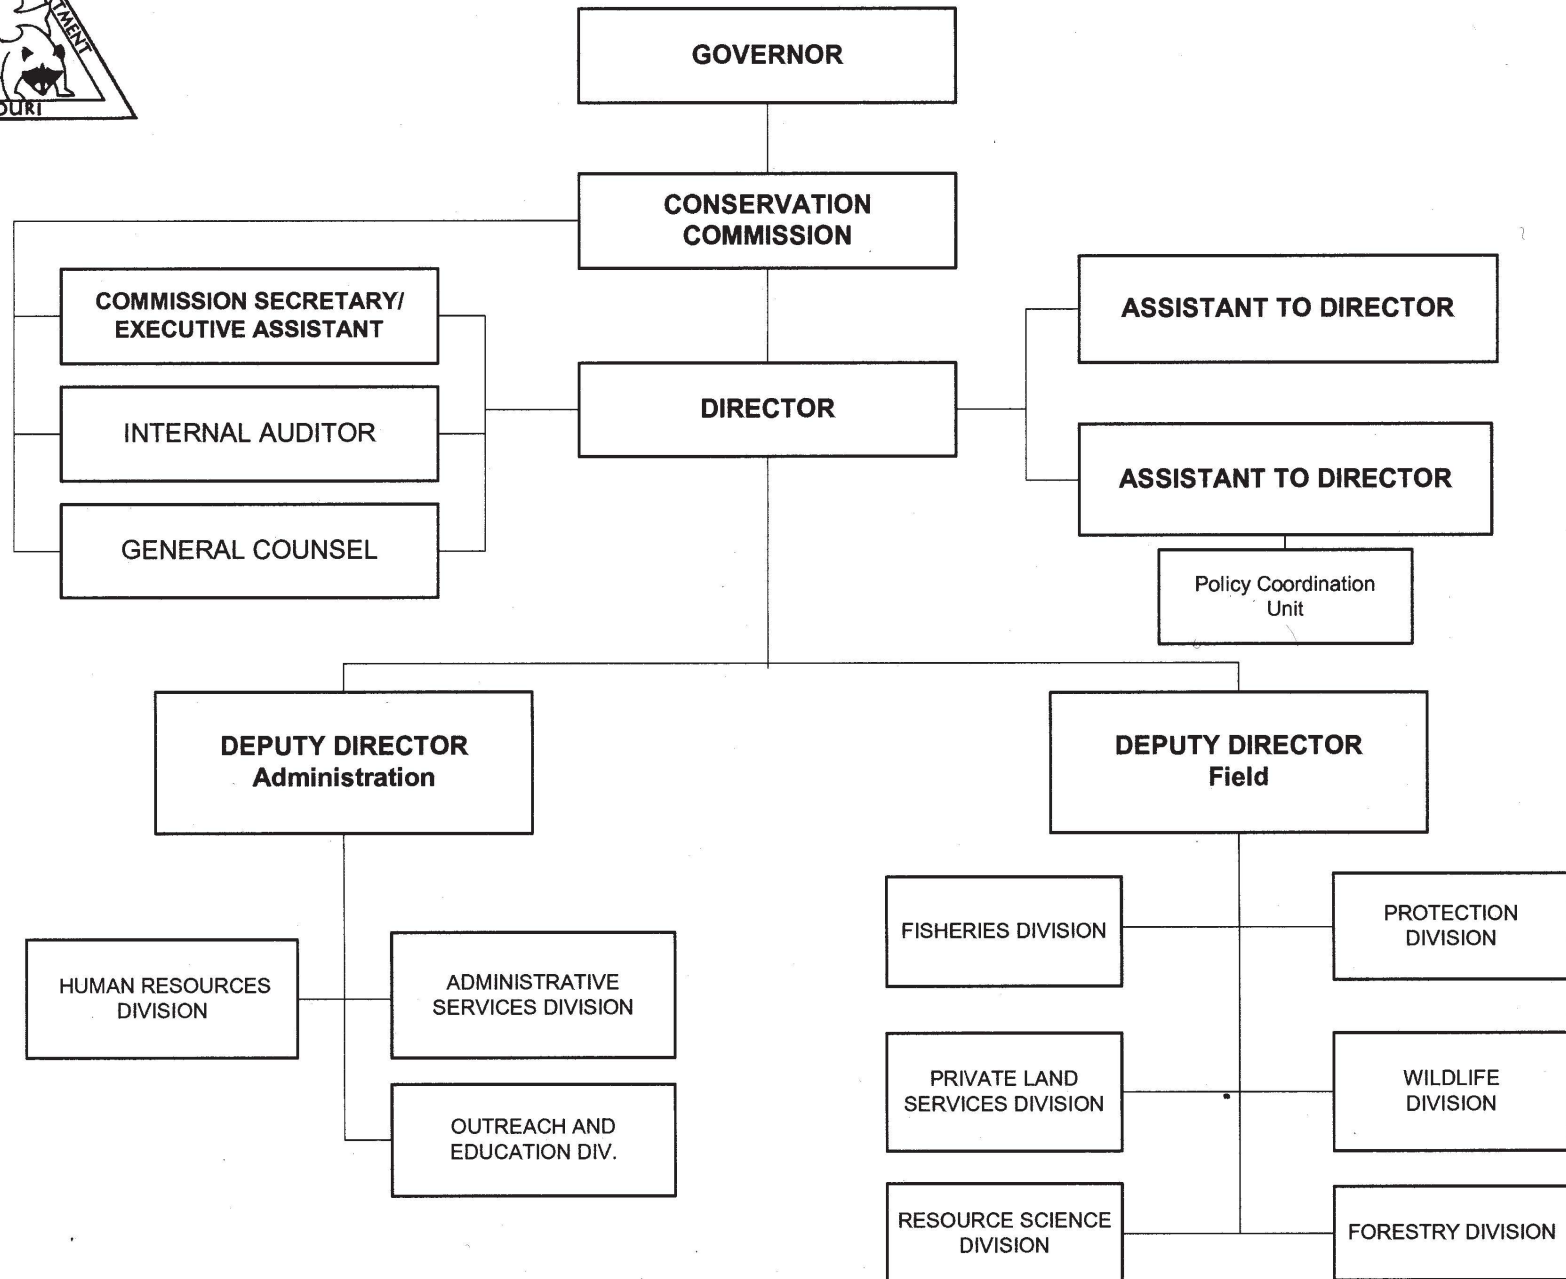 TMENT
OURI
GOVERNOR
CONSERVATION
COMMISSION
COMMISSION SECRETARY/
EXECUTIVE ASSISTANT
ASSISTANT TO DIRECTOR
DIRECTOR
INTERNAL AUDITOR
ASSISTANT TO DIRECTOR
GENERAL COUNSEL
Policy Coordination
Unit
DEPUTY DIRECTOR
Administration
DEPUTY DIRECTOR
Field
HUMAN RESOURCES
DIVISION
ADMINISTRATIVE
SERVICES DIVISION
OUTREACH AND
EDUCATION DIV.
FISHERIES DIVISION
PROTECTION
DIVISION
PRIVATE LAND
SERVICES DIVISION
WILDLIFE
DIVISION
RESOURCE SCIENCE
DIVISION
FORESTRY DIVISION